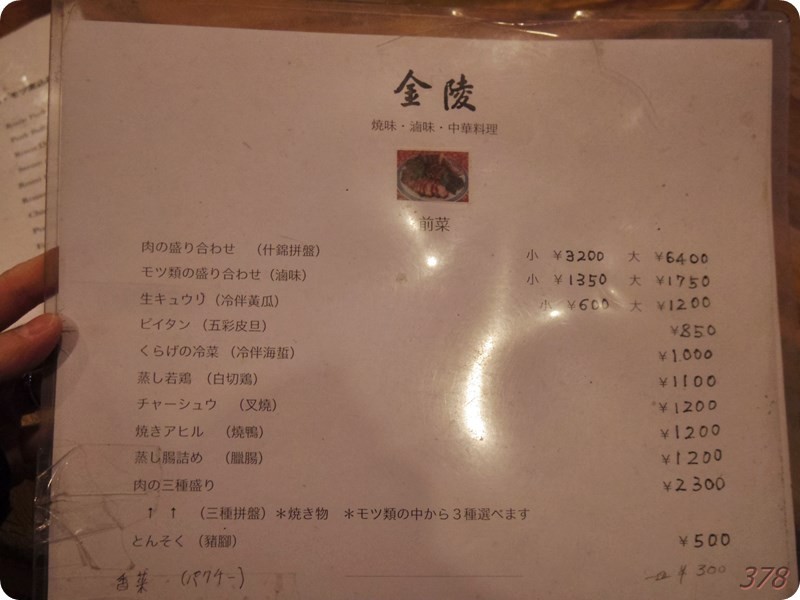 金陵
燒味・滷味・中華料理
前菜
肉の盛り合わせ （什錦拼盤） 小 ￥3200 大 ￥6400
モツ類の盛り合わせ（滷味） 小 ￥1350 大 ￥1750
生キュウリ（冷伴黃瓜） 小 ￥600 大 ￥1200
ピイタン （五彩皮旦） ￥850
くらげの冷菜 （冷伴海蜇） ￥1000
蒸し若鶏 （白切鶏） ￥1100
チャーシュウ （叉燒） ￥1200
焼きアヒル （燒鴨） ￥1200
蒸し腸詰め （臘腸） ￥1200
肉の三種盛り ￥2300
↑ ↑ （三種拼盤）＊焼き物 ＊モツ類の中から３種選べます
とんそく （豬腳） ￥500
香菜 （パクチー） ￥300
378